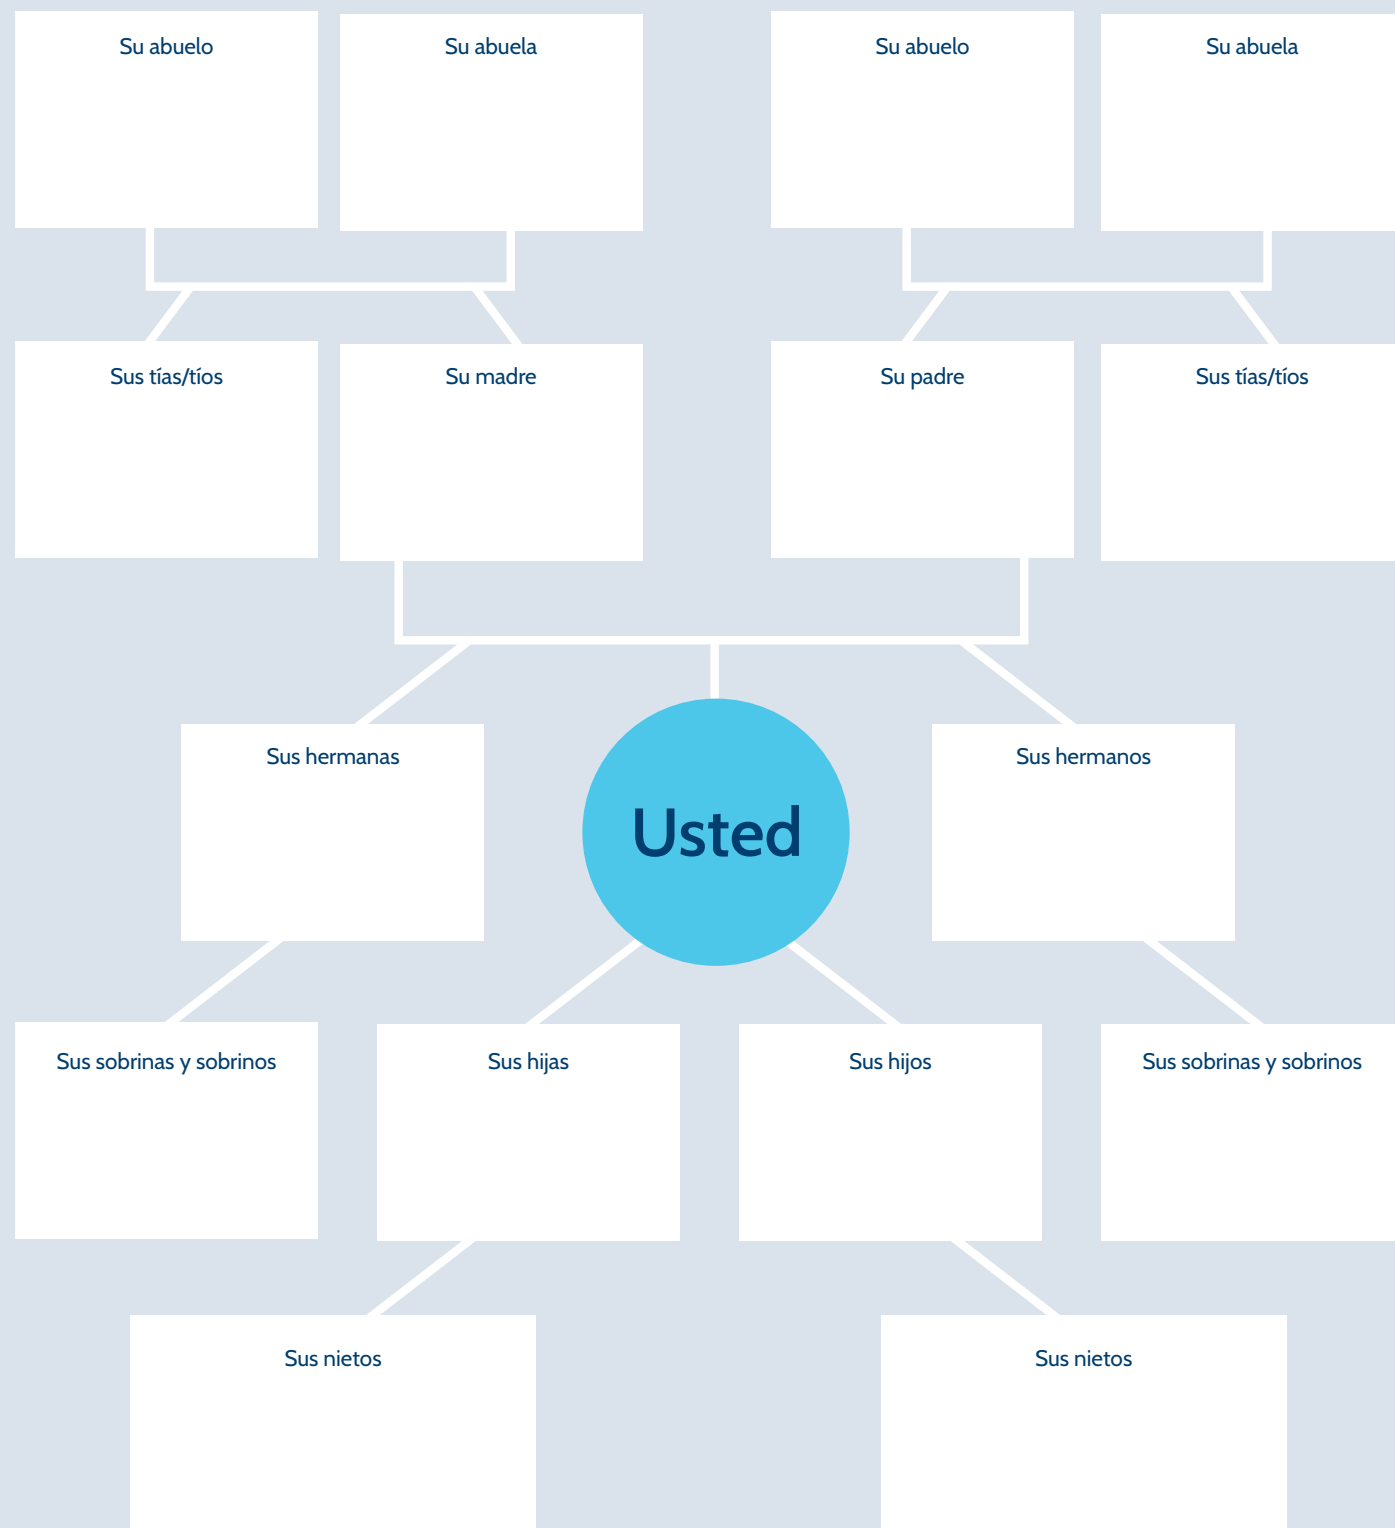 Su abuelo
Su abuela
Su abuelo
Su abuela
Sus tías/tíos
Su madre
Su padre
Sus tías/tíos
Sus hermanas
Usted
Sus hermanos
Sus sobrinas y sobrinos
Sus hijas
Sus hijos
Sus sobrinas y sobrinos
Sus nietos
Sus nietos